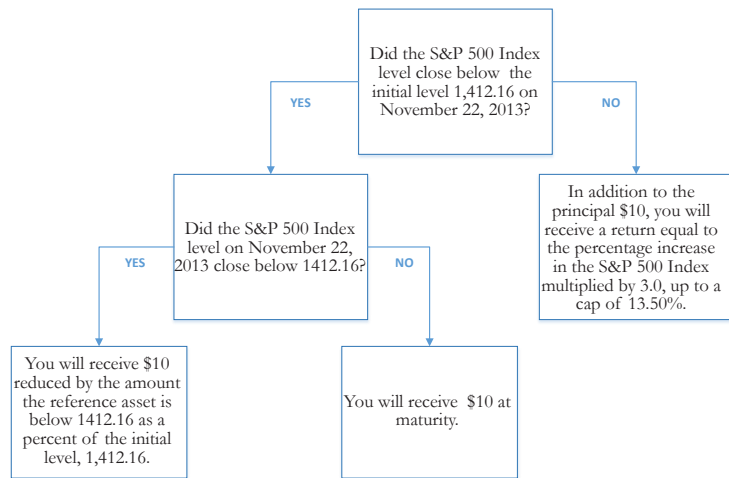 Did the S&P 500 Index
level close below the
initial level 1,412.16 on
November 22, 2013?
YES
NO
Did the S&P 500 Index
level on November 22,
2013 close below 1412.16?
In addition to the
principal $10, you will
receive a return equal to
the percentage increase
in the S&P 500 Index
multiplied by 3.0, up to a
cap of 13.50%.
YES
NO
You will receive $10
reduced by the amount
the reference asset is
below 1412.16 as a
percent of the initial
level, 1,412.16.
You will receive $10 at
maturity.